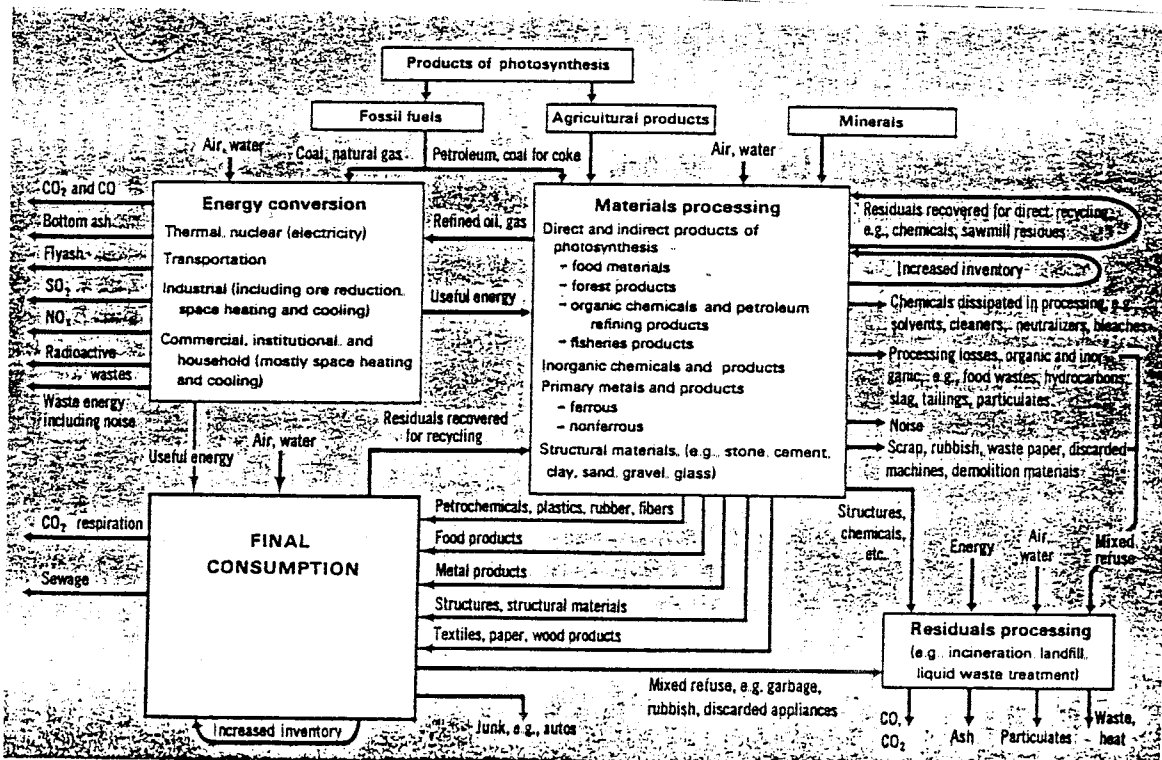 Products of photosynthesis
Fossil fuels
Agricultural products
Minerals
Air, water
Coal, natural gas
Petroleum, coal for coke
Air, water
CO₂ and CO
Bottom ash
Flyash
SO₂
NOₓ
Radioactive
wastes
Waste energy
including noise
Energy conversion
Thermal, nuclear (electricity)
Transportation
Industrial (including ore reduction,
space heating and cooling)
Commercial, institutional, and
household (mostly space heating
and cooling)
Refined oil, gas
Useful energy
Materials processing
Direct and indirect products of
photosynthesis
– food materials
– forest products
– organic chemicals and petroleum
refining products
– fisheries products
Inorganic chemicals and products
Primary metals and products
– ferrous
– nonferrous
Structural materials, (e.g., stone, cement,
clay, sand, gravel, glass)
Residuals recovered for direct recycling
e.g., chemicals, sawmill residues
Increased inventory
Chemicals dissipated in processing, e.g.
solvents, cleaners, neutralizers, bleaches
Processing losses, organic and inor-
ganic, e.g., food wastes, hydrocarbons,
slag, tailings, particulates
Noise
Scrap, rubbish, waste paper, discarded
machines, demolition materials
Useful energy
Air, water
Residuals recovered
for recycling
CO₂ respiration
Sewage
FINAL
CONSUMPTION
Petrochemicals, plastics, rubber, fibers
Food products
Metal products
Structures, structural materials
Textiles, paper, wood products
Structures,
chemicals,
etc.
Energy
Air,
water
Mixed
refuse
Residuals processing
(e.g., incineration, landfill,
liquid waste treatment)
Mixed refuse, e.g. garbage,
rubbish, discarded appliances
Increased inventory
Junk, e.g., autos
CO,
CO₂
Ash
Particulates
Waste,
heat